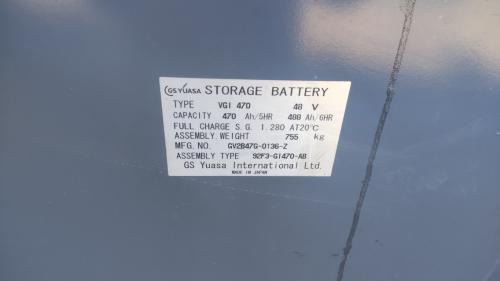 GS YUASA STORAGE BATTERY
TYPE VGI 470 48 V
CAPACITY 470 Ah/5HR 488 Ah/6HR
FULL CHARGE S.G. 1.280 AT20℃
ASSEMBLY.WEIGHT 755 kg
MFG. NO. GV2B47G-0136-Z
ASSEMBLY TYPE 92F3-GI470-AB
GS Yuasa International Ltd.
MADE IN JAPAN